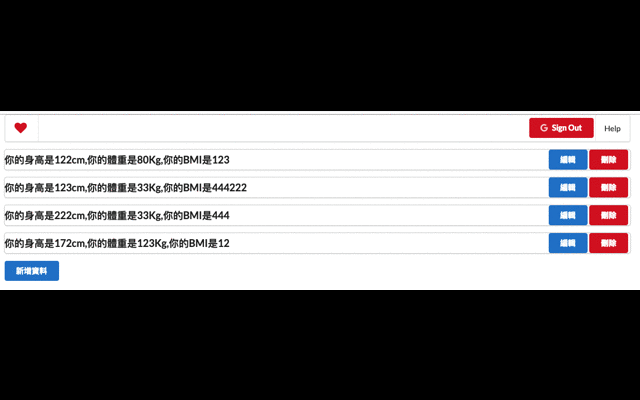 Sign Out Help
你的身高是122cm,你的體重是80Kg,你的BMI是123 編輯 刪除
你的身高是123cm,你的體重是33Kg,你的BMI是444222 編輯 刪除
你的身高是222cm,你的體重是33Kg,你的BMI是444 編輯 刪除
你的身高是172cm,你的體重是123Kg,你的BMI是12 編輯 刪除
新增資料